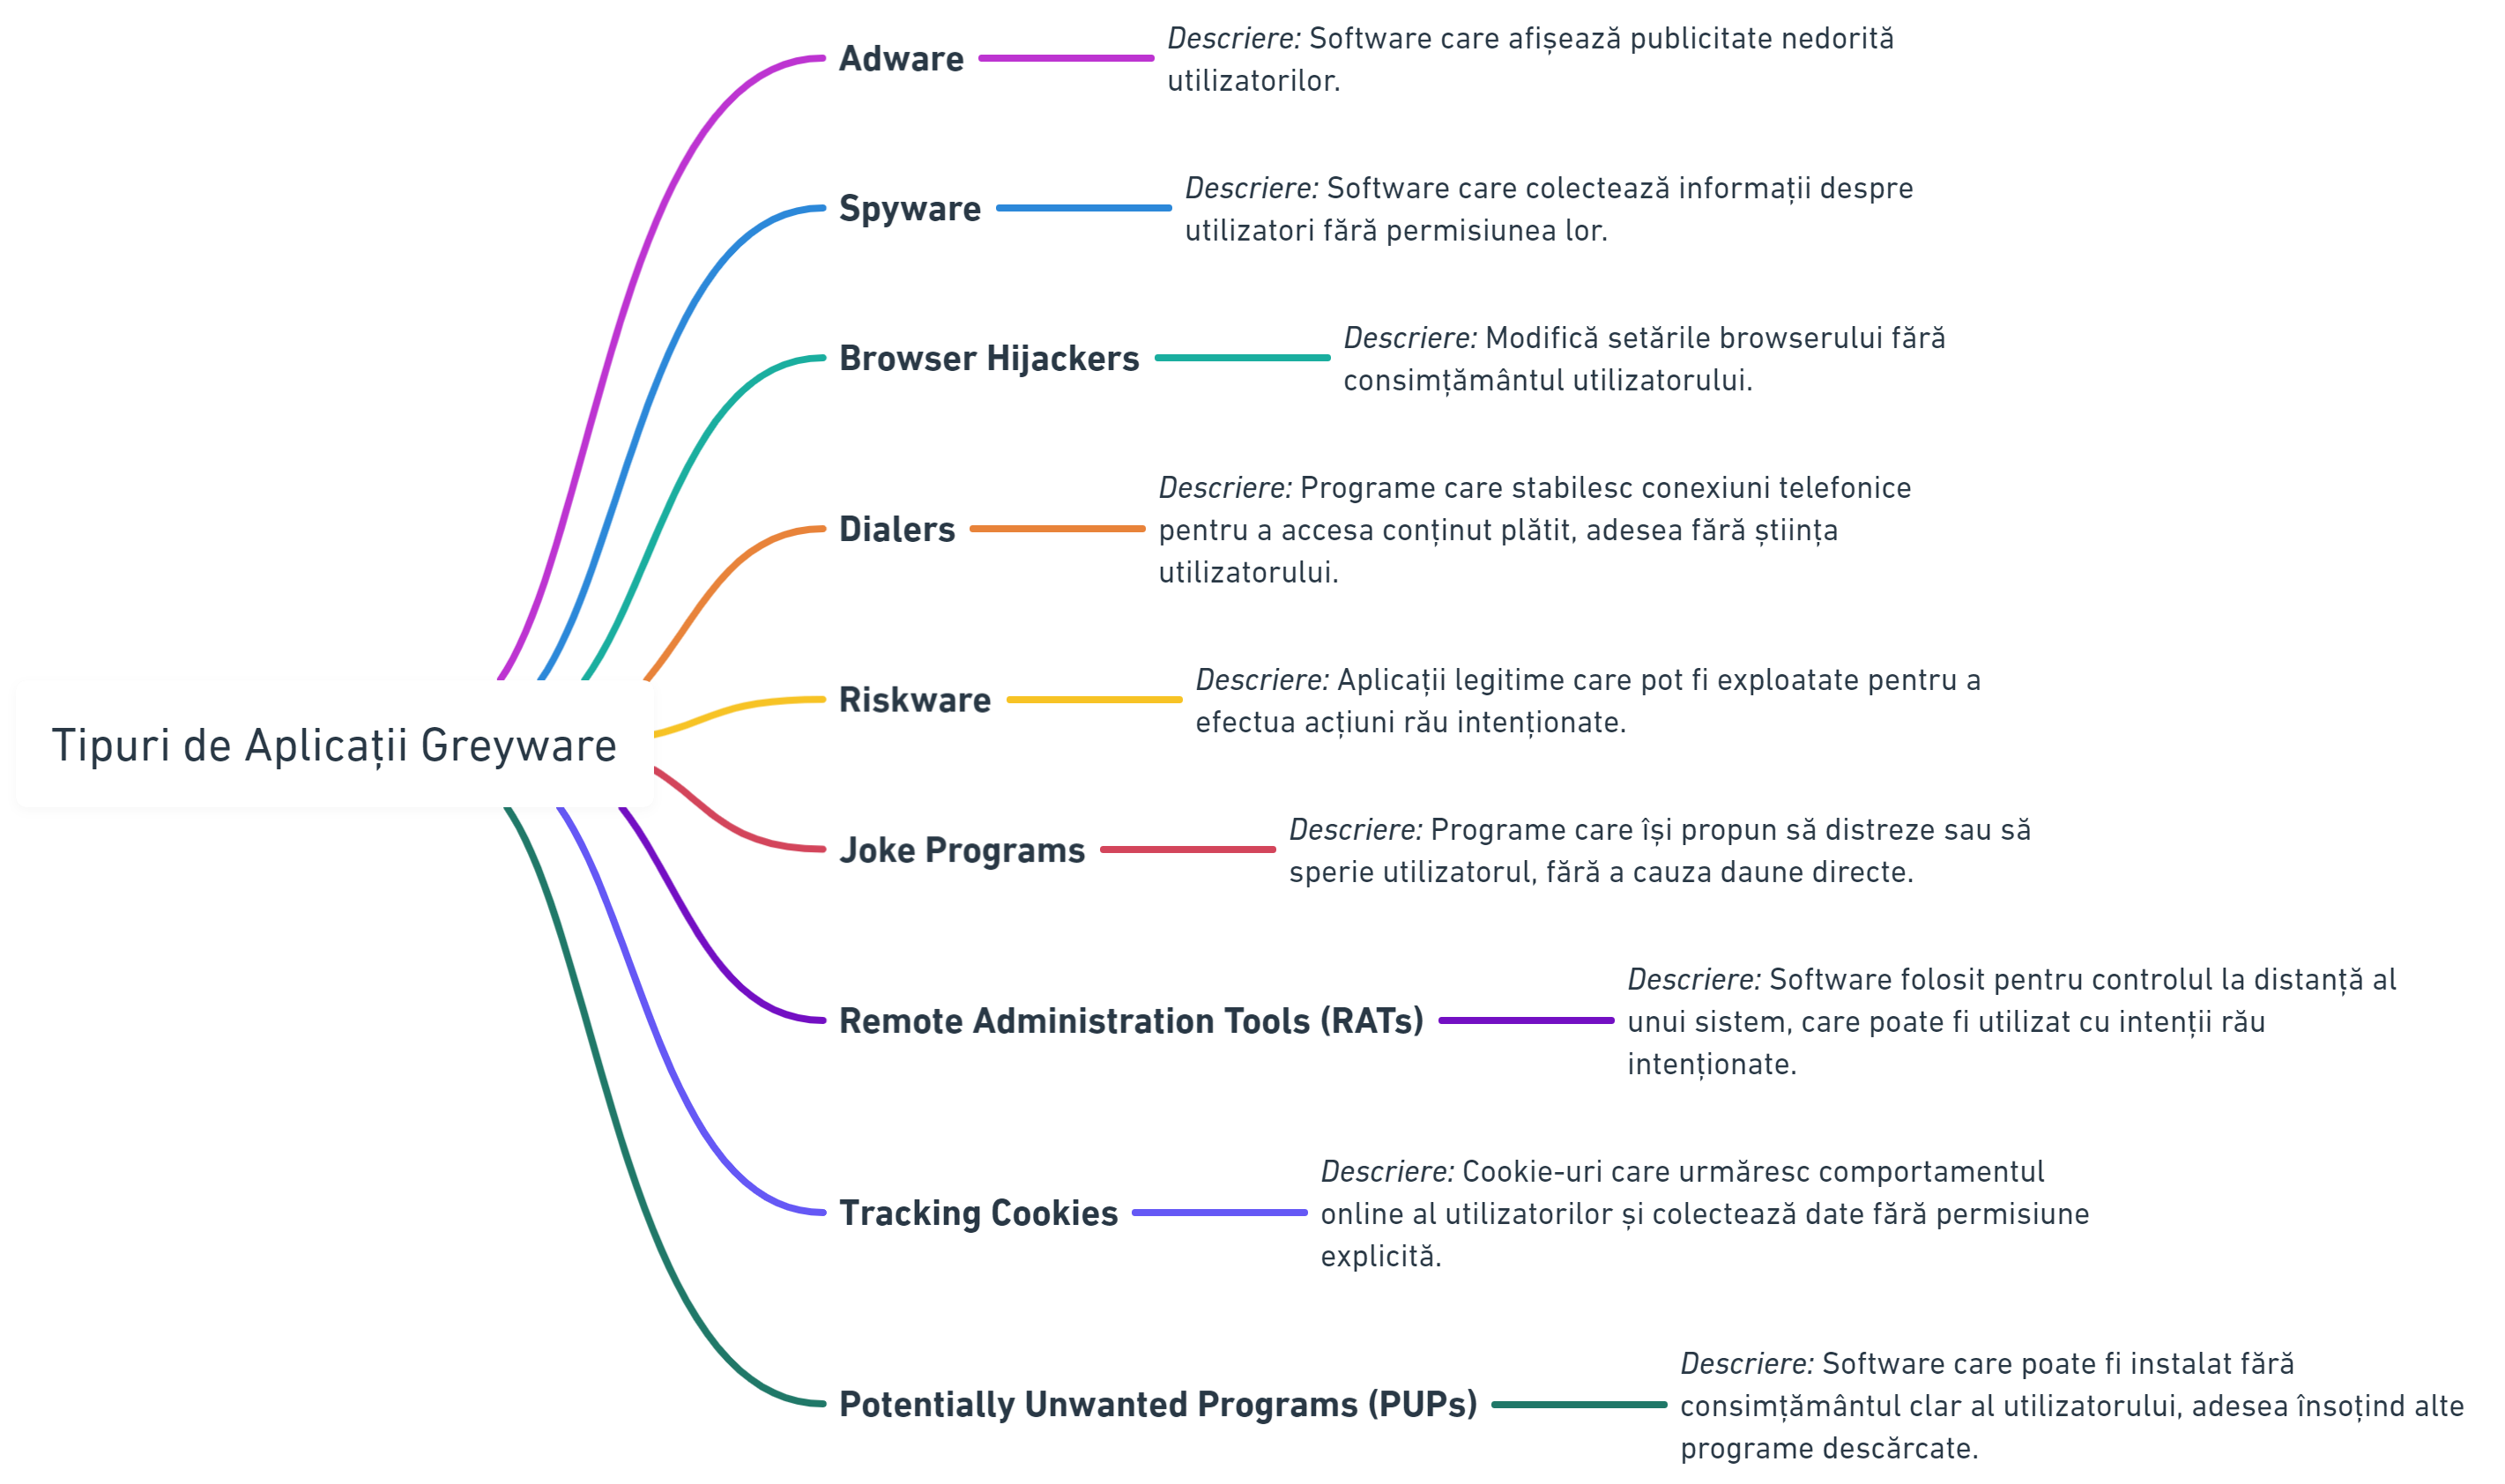 Tipuri de Aplicații Greyware
Adware
Descriere: Software care afișează publicitate nedorită
utilizatorilor.
Spyware
Descriere: Software care colectează informații despre
utilizatori fără permisiunea lor.
Browser Hijackers
Descriere: Modifică setările browserului fără
consimțământul utilizatorului.
Dialers
Descriere: Programe care stabilesc conexiuni telefonice
pentru a accesa conținut plătit, adesea fără știința
utilizatorului.
Riskware
Descriere: Aplicații legitime care pot fi exploatate pentru a
efectua acțiuni rău intenționate.
Joke Programs
Descriere: Programe care își propun să distreze sau să
sperie utilizatorul, fără a cauza daune directe.
Remote Administration Tools (RATs)
Descriere: Software folosit pentru controlul la distanță al
unui sistem, care poate fi utilizat cu intenții rău
intenționate.
Tracking Cookies
Descriere: Cookie-uri care urmăresc comportamentul
online al utilizatorilor și colectează date fără permisiune
explicită.
Potentially Unwanted Programs (PUPs)
Descriere: Software care poate fi instalat fără
consimțământul clar al utilizatorului, adesea însoțind alte
programe descărcate.